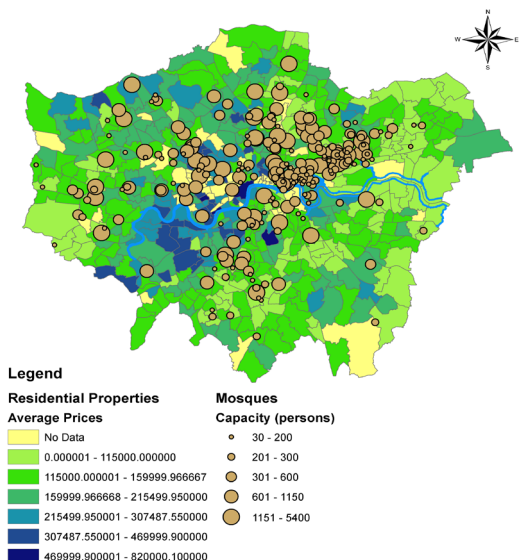 N
W
E
S
Legend
Residential Properties
Average Prices
No Data
0.000001 - 115000.000000
115000.000001 - 159999.966667
159999.966668 - 215499.950000
215499.950001 - 307487.550000
307487.550001 - 469999.900000
469999.900001 - 820000.100000
Mosques
Capacity (persons)
30 - 200
201 - 300
301 - 600
601 - 1150
1151 - 5400